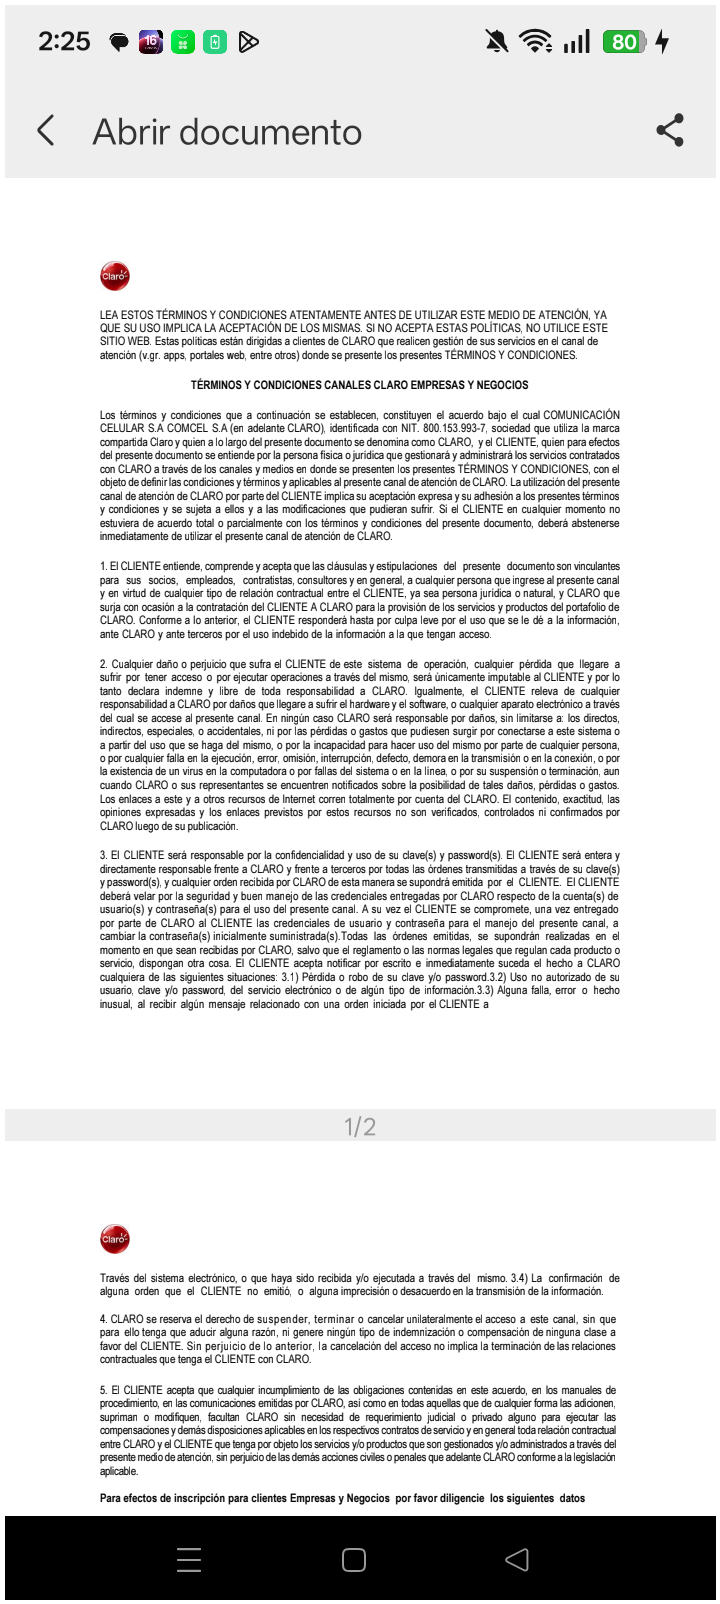 2:25
16
80
Abrir documento
Claro
LEA ESTOS TÉRMINOS Y CONDICIONES ATENTAMENTE ANTES DE UTILIZAR ESTE MEDIO DE ATENCIÓN, YA
QUE SU USO IMPLICA LA ACEPTACIÓN DE LOS MISMAS. SI NO ACEPTA ESTAS POLÍTICAS, NO UTILICE ESTE
SITIO WEB. Estas políticas están dirigidas a clientes de CLARO que realicen gestión de sus servicios en el canal de
atención (v.gr. apps, portales web, entre otros) donde se presente los presentes TÉRMINOS Y CONDICIONES.
TÉRMINOS Y CONDICIONES CANALES CLARO EMPRESAS Y NEGOCIOS
Los términos y condiciones que a continuación se establecen, constituyen el acuerdo bajo el cual COMUNICACIÓN
CELULAR S.A COMCEL S.A (en adelante CLARO), identificada con NIT. 800.153.993-7, sociedad que utiliza la marca
compartida Claro y quien a lo largo del presente documento se denomina como CLARO, y el CLIENTE, quien para efectos
del presente documento se entiende por la persona física o jurídica que gestionará y administrará los servicios contratados
con CLARO a través de los canales y medios en donde se presenten los presentes TÉRMINOS Y CONDICIONES, con el
objeto de definir las condiciones y términos y aplicables al presente canal de atención de CLARO. La utilización del presente
canal de atención de CLARO por parte del CLIENTE implica su aceptación expresa y su adhesión a los presentes términos
y condiciones y se sujeta a ellos y a las modificaciones que pudieran sufrir. Si el CLIENTE en cualquier momento no
estuviera de acuerdo total o parcialmente con los términos y condiciones del presente documento, deberá abstenerse
inmediatamente de utilizar el presente canal de atención de CLARO.
1. El CLIENTE entiende, comprende y acepta que las cláusulas y estipulaciones del presente documento son vinculantes
para sus socios, empleados, contratistas, consultores y en general, a cualquier persona que ingrese al presente canal
y en virtud de cualquier tipo de relación contractual entre el CLIENTE, ya sea persona jurídica o natural, y CLARO que
surja con ocasión a la contratación del CLIENTE A CLARO para la provisión de los servicios y productos del portafolio de
CLARO. Conforme a lo anterior, el CLIENTE responderá hasta por culpa leve por el uso que se le dé a la información,
ante CLARO y ante terceros por el uso indebido de la información a la que tengan acceso.
2. Cualquier daño o perjuicio que sufra el CLIENTE de este sistema de operación, cualquier pérdida que llegare a
sufrir por tener acceso o por ejecutar operaciones a través del mismo, será únicamente imputable al CLIENTE y por lo
tanto declara indemne y libre de toda responsabilidad a CLARO. Igualmente, el CLIENTE releva de cualquier
responsabilidad a CLARO por daños que llegare a sufrir el hardware y el software, o cualquier aparato electrónico a través
del cual se accese al presente canal. En ningún caso CLARO será responsable por daños, sin limitarse a: los directos,
indirectos, especiales, o accidentales, ni por las pérdidas o gastos que pudiesen surgir por conectarse a este sistema o
a partir del uso que se haga del mismo, o por la incapacidad para hacer uso del mismo por parte de cualquier persona,
o por cualquier falla en la ejecución, error, omisión, interrupción, defecto, demora en la transmisión o en la conexión, o por
la existencia de un virus en la computadora o por fallas del sistema o en la línea, o por su suspensión o terminación, aun
cuando CLARO o sus representantes se encuentren notificados sobre la posibilidad de tales daños, pérdidas o gastos.
Los enlaces a este y a otros recursos de Internet corren totalmente por cuenta del CLARO. El contenido, exactitud, las
opiniones expresadas y los enlaces previstos por estos recursos no son verificados, controlados ni confirmados por
CLARO luego de su publicación.
3. El CLIENTE será responsable por la confidencialidad y uso de su clave(s) y password(s). El CLIENTE será entera y
directamente responsable frente a CLARO y frente a terceros por todas las órdenes transmitidas a través de su clave(s)
y password(s), y cualquier orden recibida por CLARO de esta manera se supondrá emitida por el CLIENTE. El CLIENTE
deberá velar por la seguridad y buen manejo de las credenciales entregadas por CLARO respecto de la cuenta(s) de
usuario(s) y contraseña(s) para el uso del presente canal. A su vez el CLIENTE se compromete, una vez entregado
por parte de CLARO al CLIENTE las credenciales de usuario y contraseña para el manejo del presente canal, a
cambiar la contraseña(s) inicialmente suministrada(s).Todas las órdenes emitidas, se supondrán realizadas en el
momento en que sean recibidas por CLARO, salvo que el reglamento o las normas legales que regulan cada producto o
servicio, dispongan otra cosa. El CLIENTE acepta notificar por escrito e inmediatamente suceda el hecho a CLARO
cualquiera de las siguientes situaciones: 3.1) Pérdida o robo de su clave y/o password.3.2) Uso no autorizado de su
usuario, clave y/o password, del servicio electrónico o de algún tipo de información.3.3) Alguna falla, error o hecho
inusual, al recibir algún mensaje relacionado con una orden iniciada por el CLIENTE a
1/2
Claro
Través del sistema electrónico, o que haya sido recibida y/o ejecutada a través del mismo. 3.4) La confirmación de
alguna orden que el CLIENTE no emitió, o alguna imprecisión o desacuerdo en la transmisión de la información.
4. CLARO se reserva el derecho de suspender, terminar o cancelar unilateralmente el acceso a este canal, sin que
para ello tenga que aducir alguna razón, ni genere ningún tipo de indemnización o compensación de ninguna clase a
favor del CLIENTE. Sin perjuicio de lo anterior, la cancelación del acceso no implica la terminación de las relaciones
contractuales que tenga el CLIENTE con CLARO.
5. El CLIENTE acepta que cualquier incumplimiento de las obligaciones contenidas en este acuerdo, en los manuales de
procedimiento, en las comunicaciones emitidas por CLARO, así como en todas aquellas que de cualquier forma las adicionen,
supriman o modifiquen, facultan CLARO sin necesidad de requerimiento judicial o privado alguno para ejecutar las
compensaciones y demás disposiciones aplicables en los respectivos contratos de servicio y en general toda relación contractual
entre CLARO y el CLIENTE que tenga por objeto los servicios y/o productos que son gestionados y/o administrados a través del
presente medio de atención, sin perjuicio de las demás acciones civiles o penales que adelante CLARO conforme a la legislación
aplicable.
Para efectos de inscripción para clientes Empresas y Negocios por favor diligencie los siguientes datos